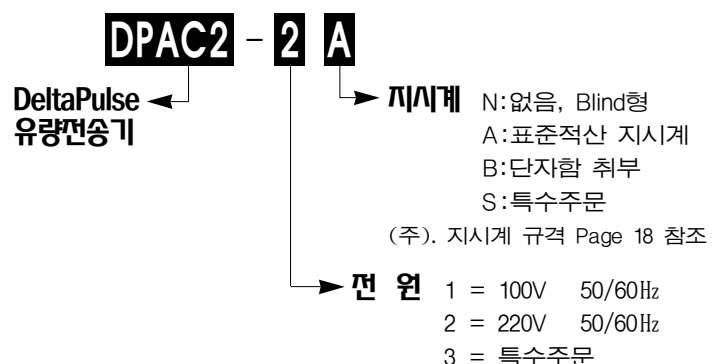 DPAC2 - 2 A
DeltaPulse
유량전송기
지시계 N:없음, Blind형
A:표준적산 지시계
B:단자함 취부
S:특수주문
(주). 지시계 규격 Page 18 참조
전 원 1 = 100V 50/60Hz
2 = 220V 50/60Hz
3 = 특수주문